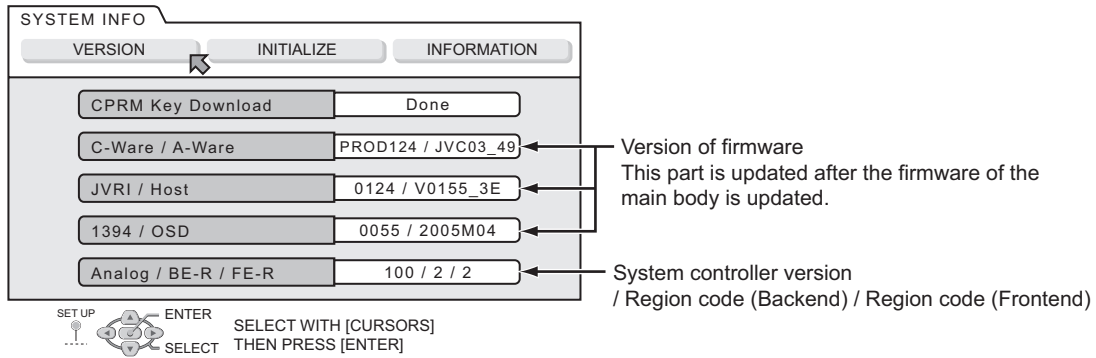 SYSTEM INFO
VERSION INITIALIZE INFORMATION
CPRM Key Download Done
C-Ware / A-Ware PROD124 / JVC03_49
JVRI / Host 0124 / V0155_3E
1394 / OSD 0055 / 2005M04
Analog / BE-R / FE-R 100 / 2 / 2
Version of firmware
This part is updated after the firmware of the
main body is updated.
System controller version
/ Region code (Backend) / Region code (Frontend)
SET UP
ENTER
SELECT
SELECT WITH [CURSORS]
THEN PRESS [ENTER]